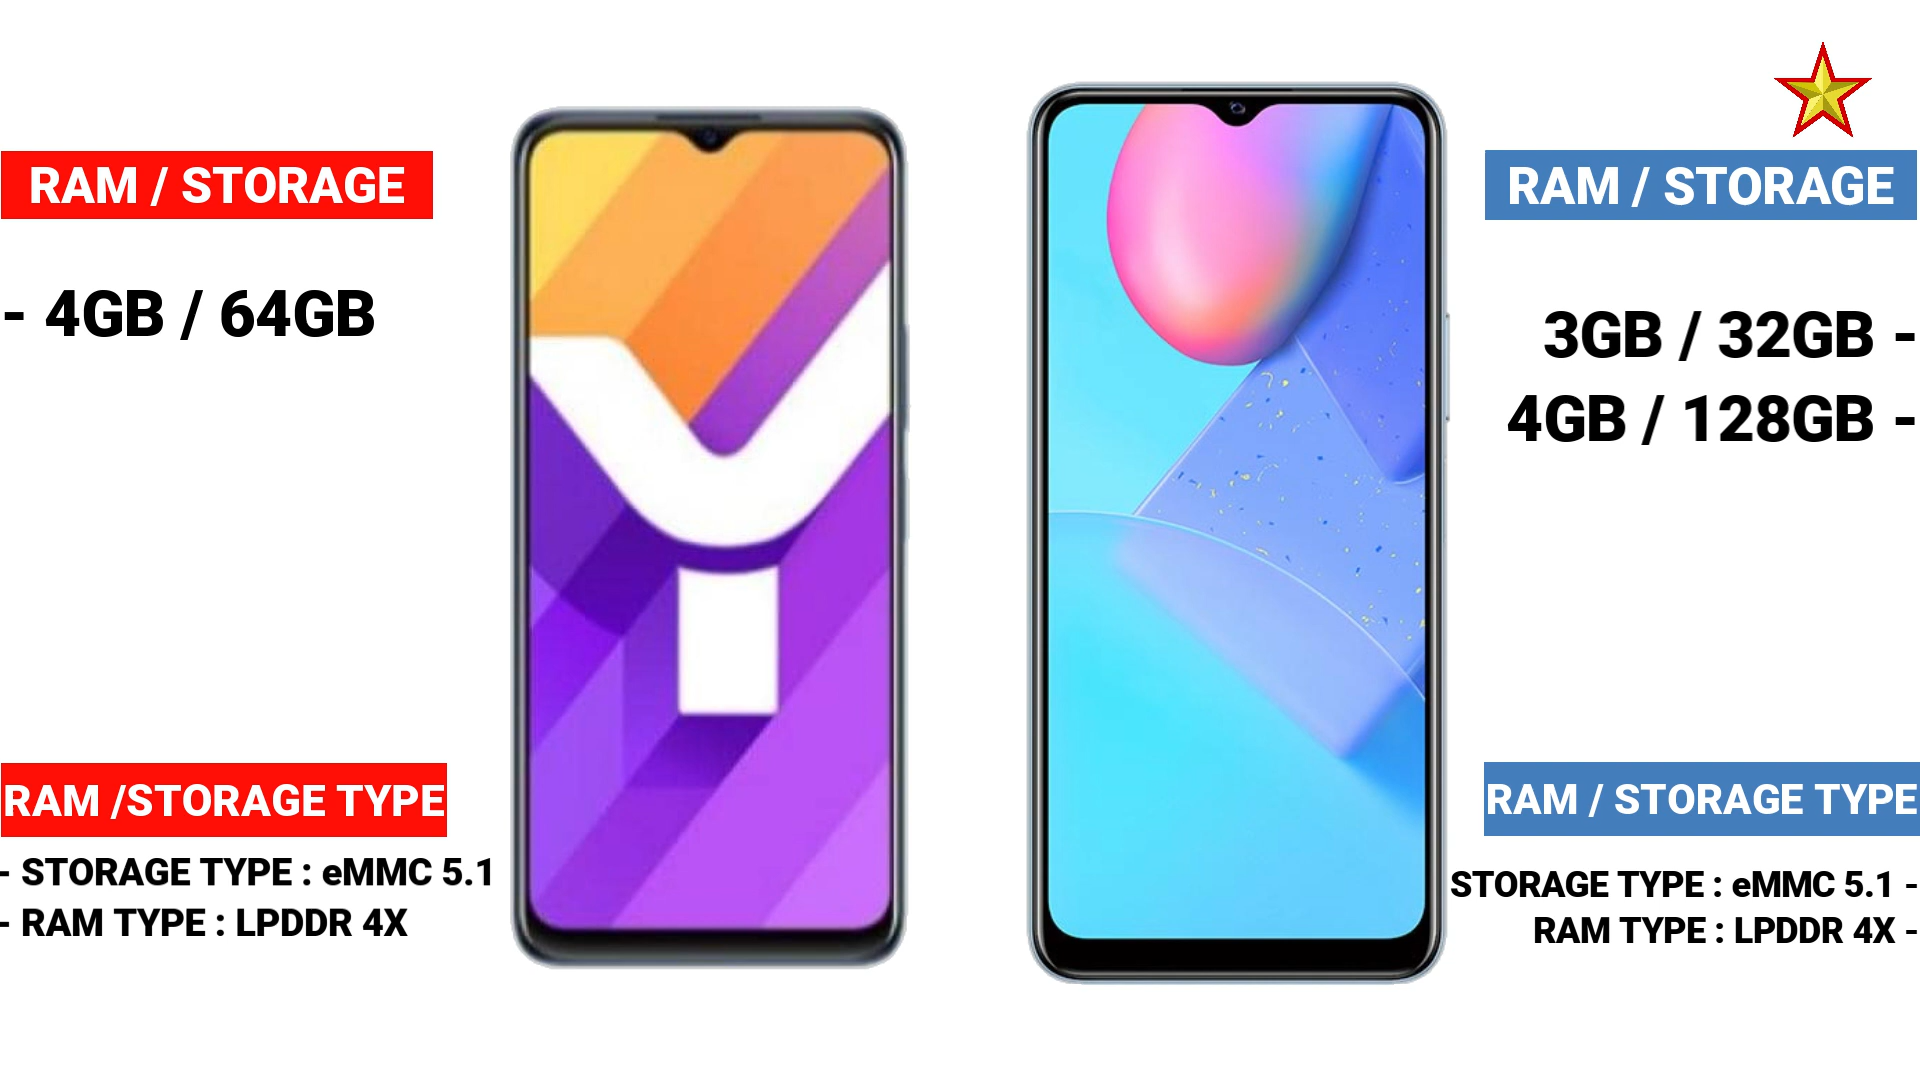 RAM / STORAGE
- 4GB / 64GB
RAM /STORAGE TYPE
- STORAGE TYPE : eMMC 5.1
- RAM TYPE : LPDDR 4X
RAM / STORAGE
3GB / 32GB -
4GB / 128GB -
RAM / STORAGE TYPE
STORAGE TYPE : eMMC 5.1 -
RAM TYPE : LPDDR 4X -